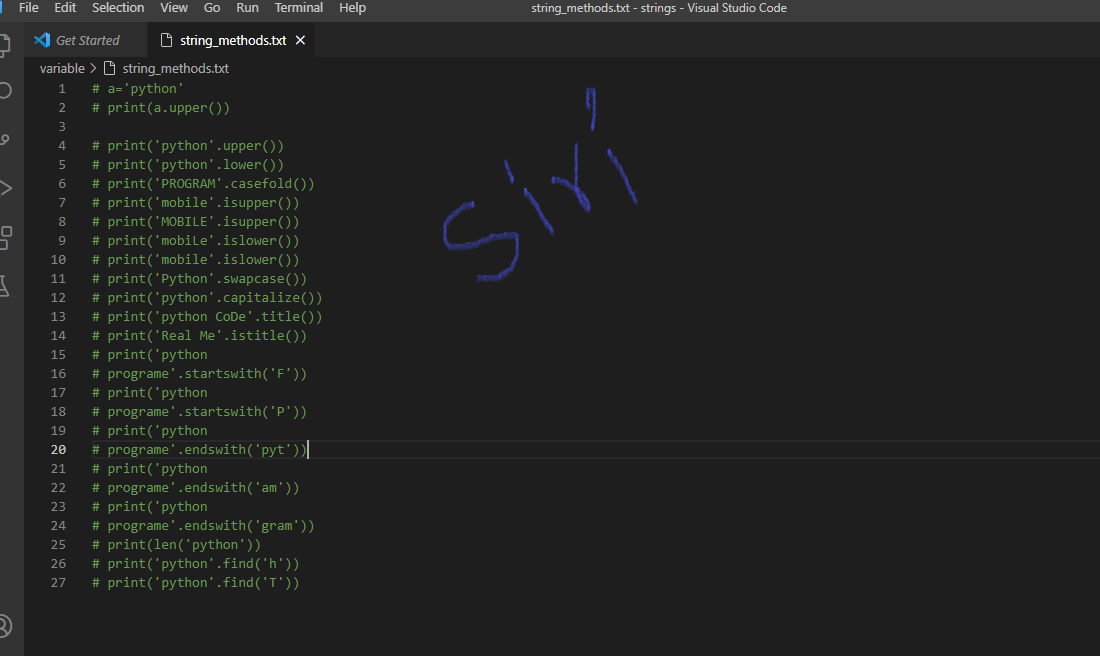 File Edit Selection View Go Run Terminal Help string_methods.txt - strings - Visual Studio Code
Get Started string_methods.txt
variable > string_methods.txt
1 # a='python'
2 # print(a.upper())
3
4 # print('python'.upper())
5 # print('python'.lower())
6 # print('PROGRAM'.casefold())
7 # print('mobile'.isupper())
8 # print('MOBILE'.isupper())
9 # print('mobiLe'.islower())
10 # print('mobile'.islower())
11 # print('Python'.swapcase())
12 # print('python'.capitalize())
13 # print('python CoDe'.title())
14 # print('Real Me'.istitle())
15 # print('python
16 # programe'.startswith('F'))
17 # print('python
18 # programe'.startswith('P'))
19 # print('python
20 # programe'.endswith('pyt'))
21 # print('python
22 # programe'.endswith('am'))
23 # print('python
24 # programe'.endswith('gram'))
25 # print(len('python'))
26 # print('python'.find('h'))
27 # print('python'.find('T'))